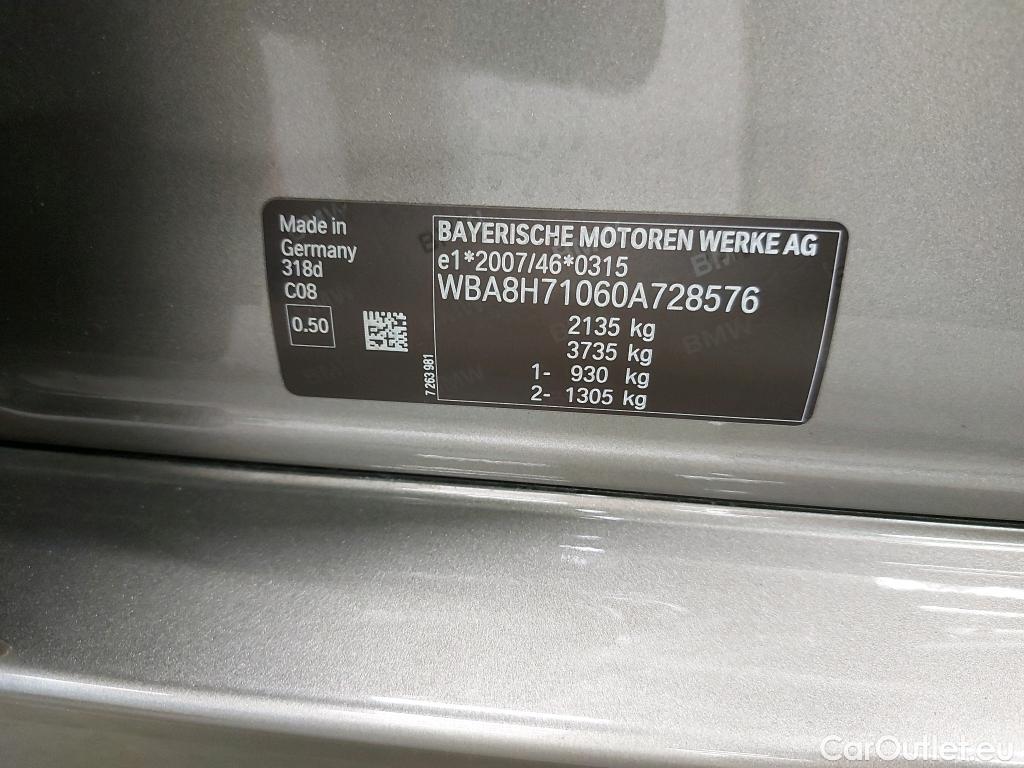 Made in
Germany
318d
C08
0.50
7 263 981
BAYERISCHE MOTOREN WERKE AG
e1*2007/46*0315
WBA8H71060A728576
2135 kg
3735 kg
1- 930 kg
2- 1305 kg
CarOutlet.eu